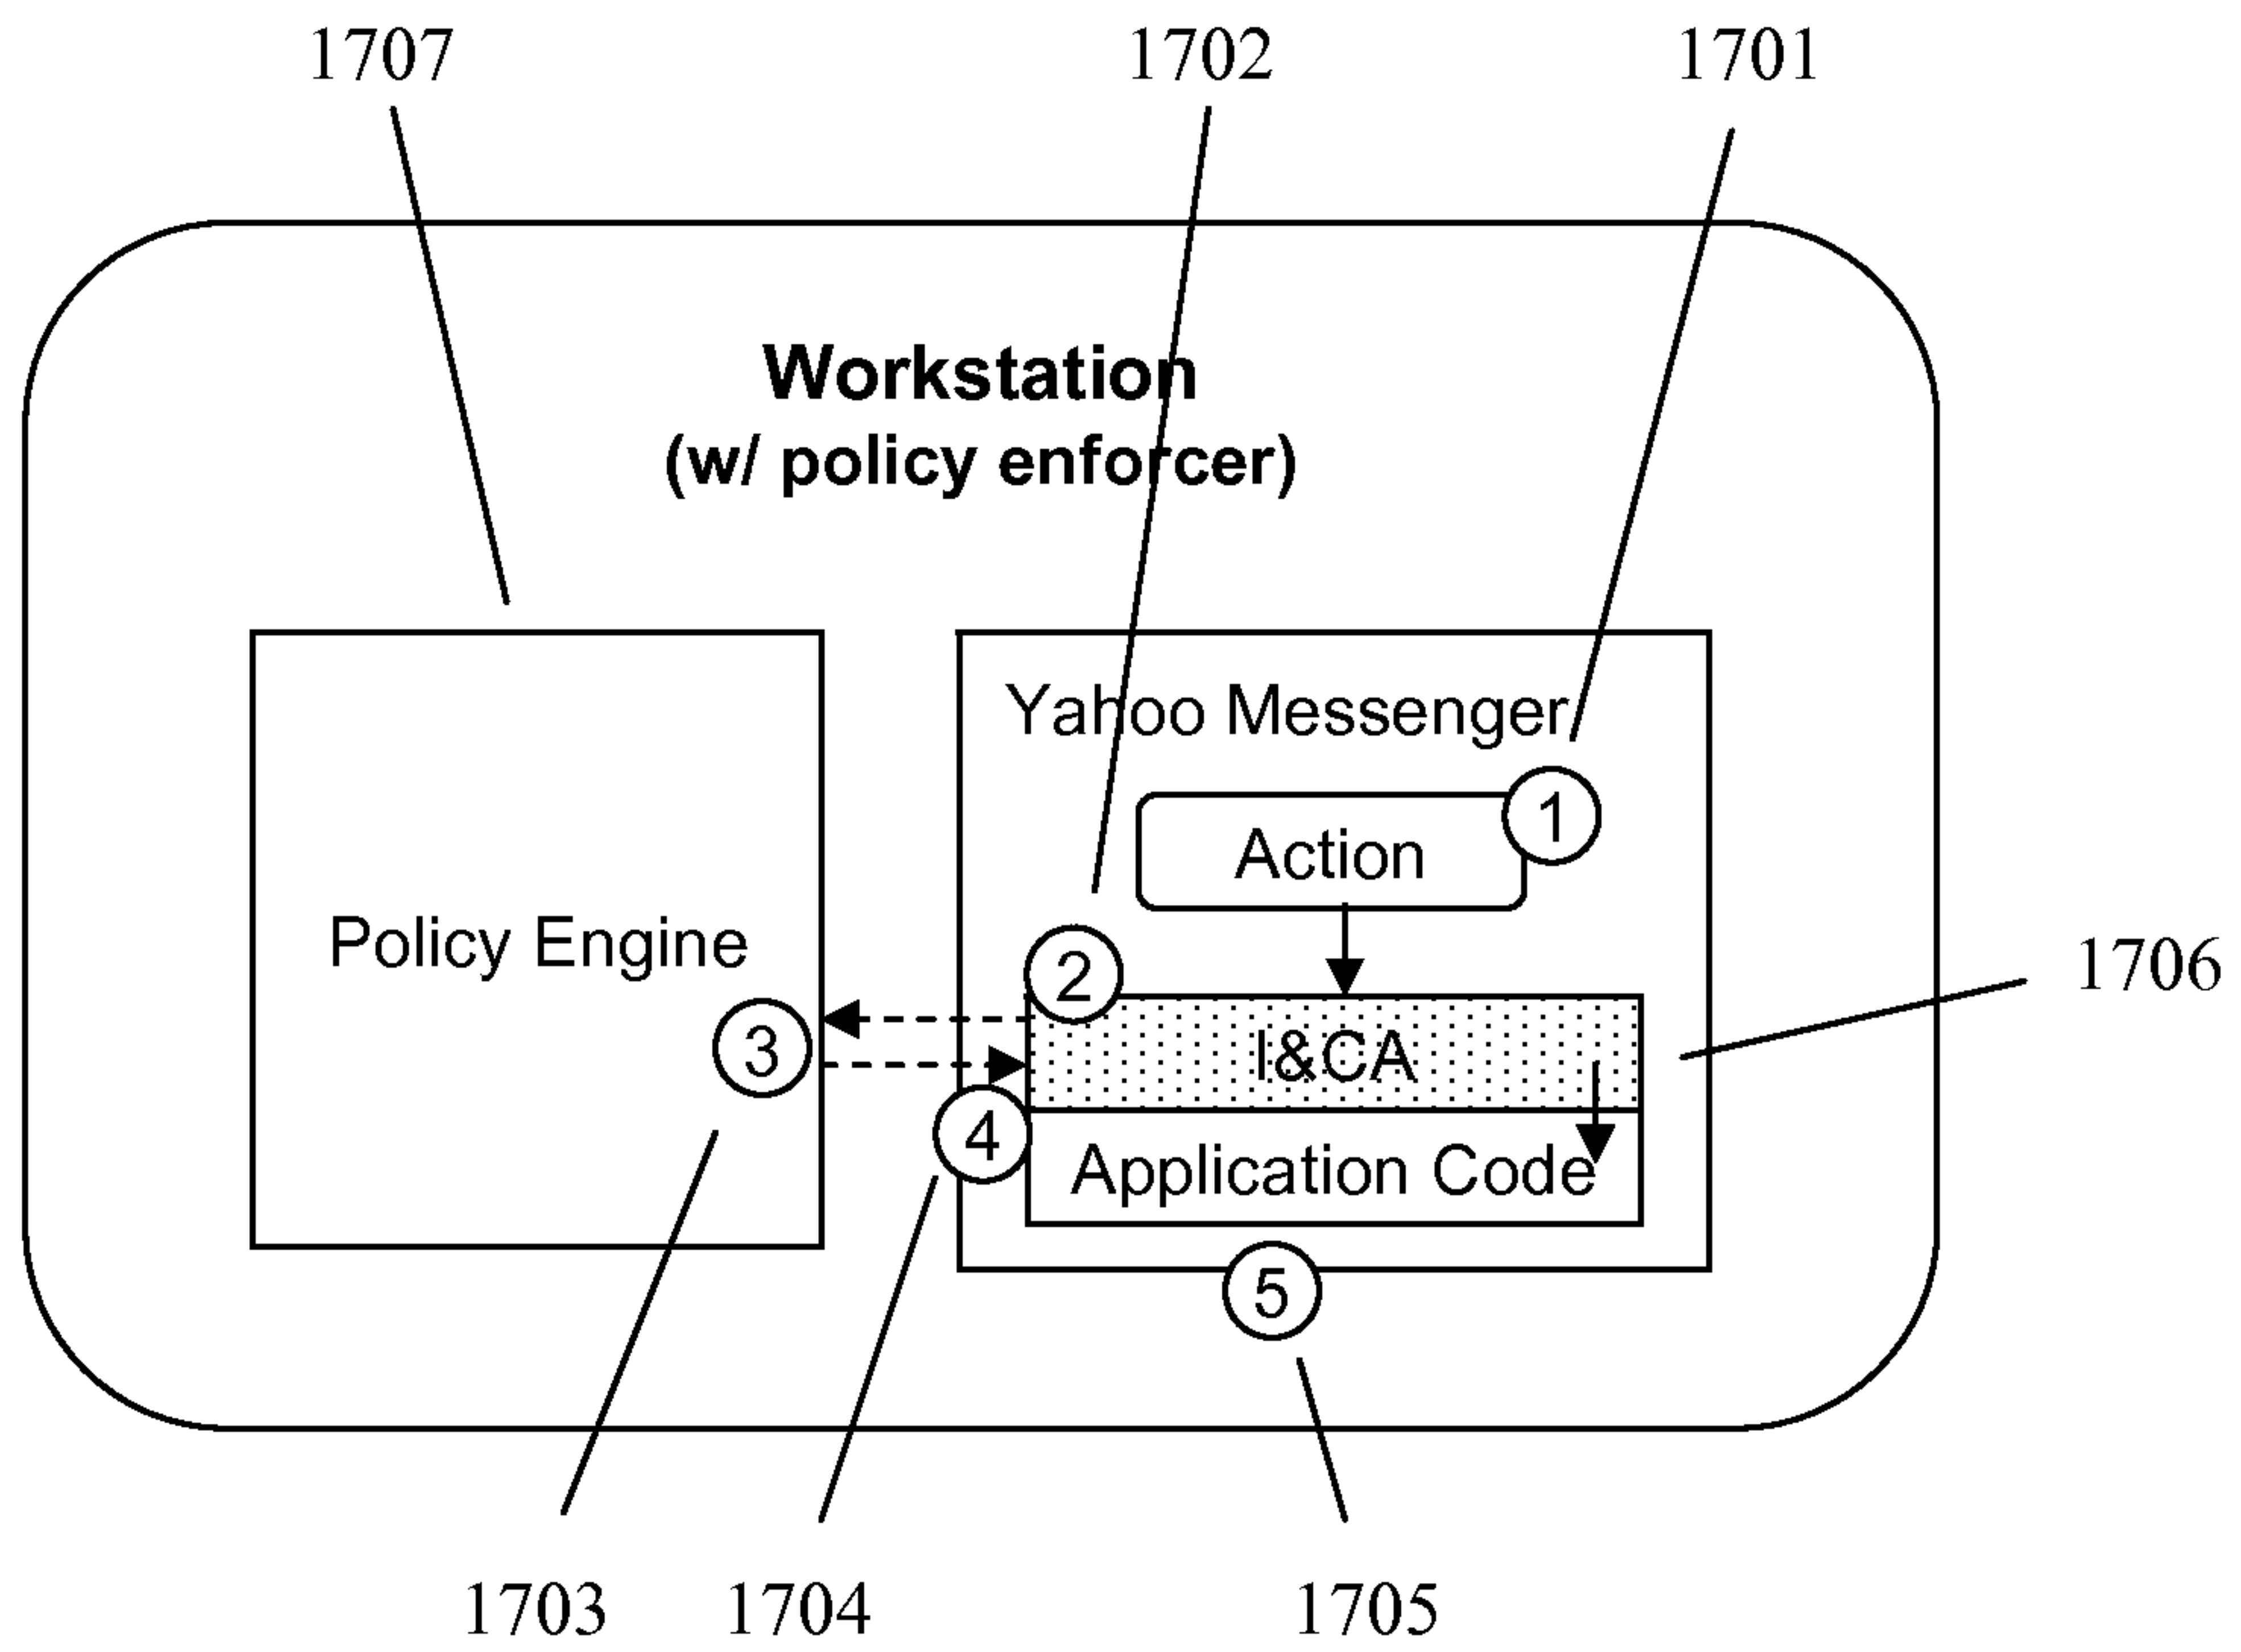 1707
1702
1701
Workstation
(w/ policy enforcer)
Yahoo Messenger
1
Action
Policy Engine
2
1706
3
I&CA
4
Application Code
5
1703
1704
1705